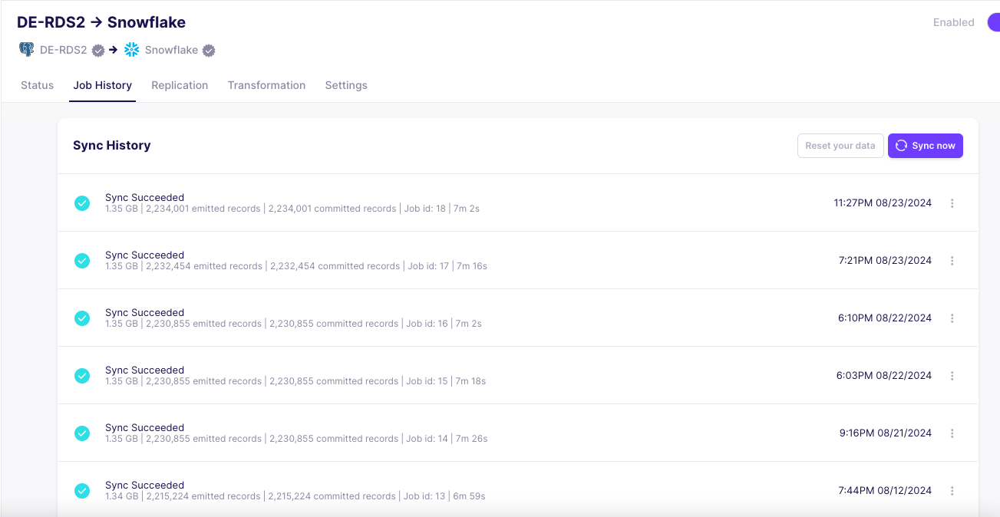 DE-RDS2 → Snowflake
Enabled
DE-RDS2 → Snowflake
Status Job History Replication Transformation Settings
Sync History
Reset your data Sync now
Sync Succeeded
1.35 GB | 2,234,001 emitted records | 2,234,001 committed records | Job id: 18 | 7m 2s
11:27PM 08/23/2024
Sync Succeeded
1.35 GB | 2,232,454 emitted records | 2,232,454 committed records | Job id: 17 | 7m 16s
7:21PM 08/23/2024
Sync Succeeded
1.35 GB | 2,230,855 emitted records | 2,230,855 committed records | Job id: 16 | 7m 2s
6:10PM 08/22/2024
Sync Succeeded
1.35 GB | 2,230,855 emitted records | 2,230,855 committed records | Job id: 15 | 7m 18s
6:03PM 08/22/2024
Sync Succeeded
1.35 GB | 2,230,855 emitted records | 2,230,855 committed records | Job id: 14 | 7m 26s
9:16PM 08/21/2024
Sync Succeeded
1.34 GB | 2,215,224 emitted records | 2,215,224 committed records | Job id: 13 | 6m 59s
7:44PM 08/12/2024